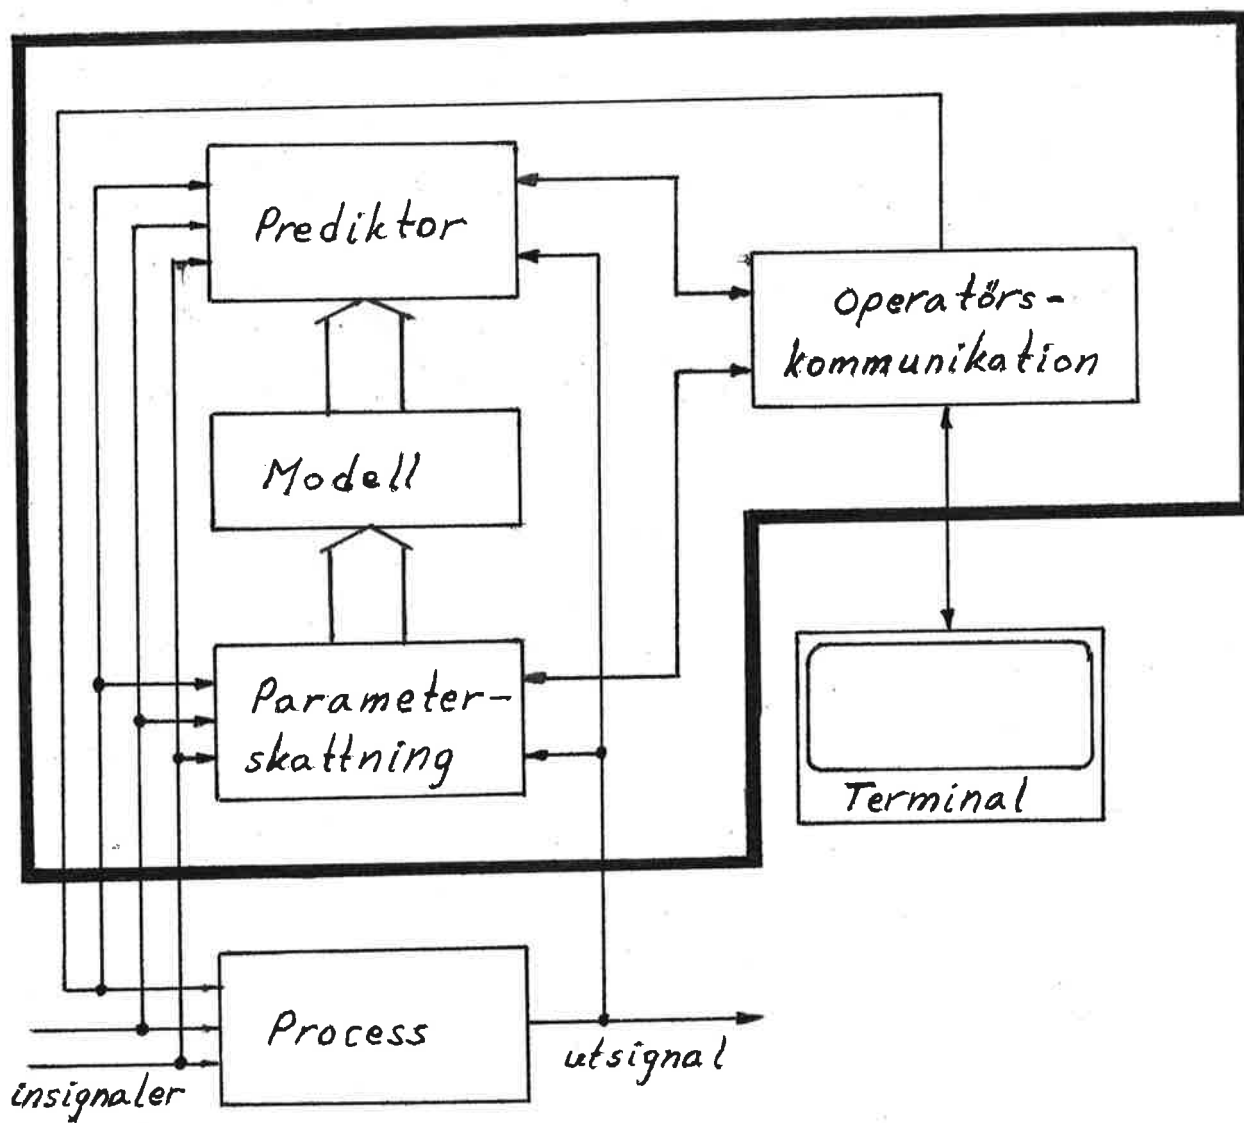 Prediktor
Operatörs-
kommunikation
Modell
Parameter-
skattning
Terminal
Process
utsignal
insignaler